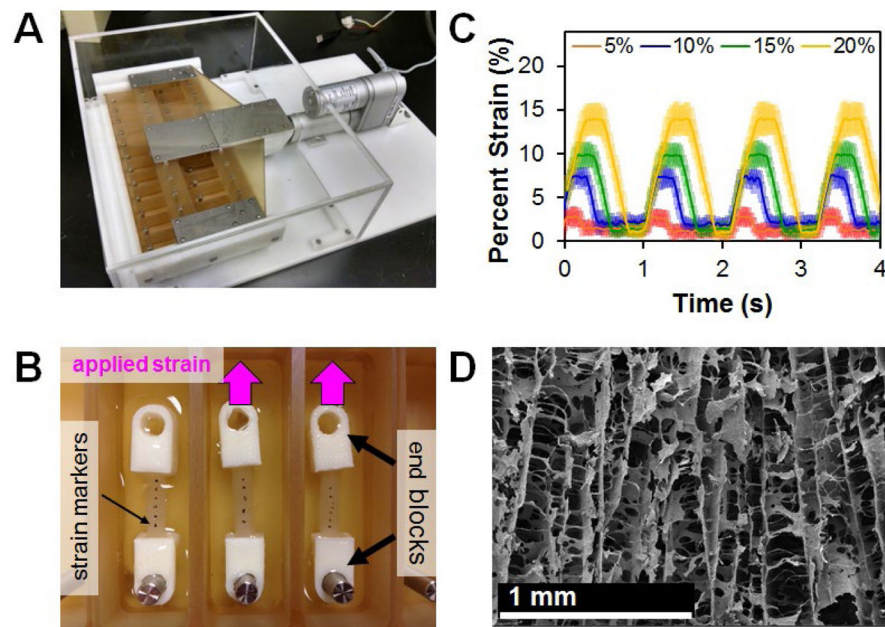 A
B
applied strain
strain markers
end blocks
C
5% 10% 15% 20%
Percent Strain (%)
20
15
10
5
0
0 1 2 3 4
Time (s)
D
1 mm